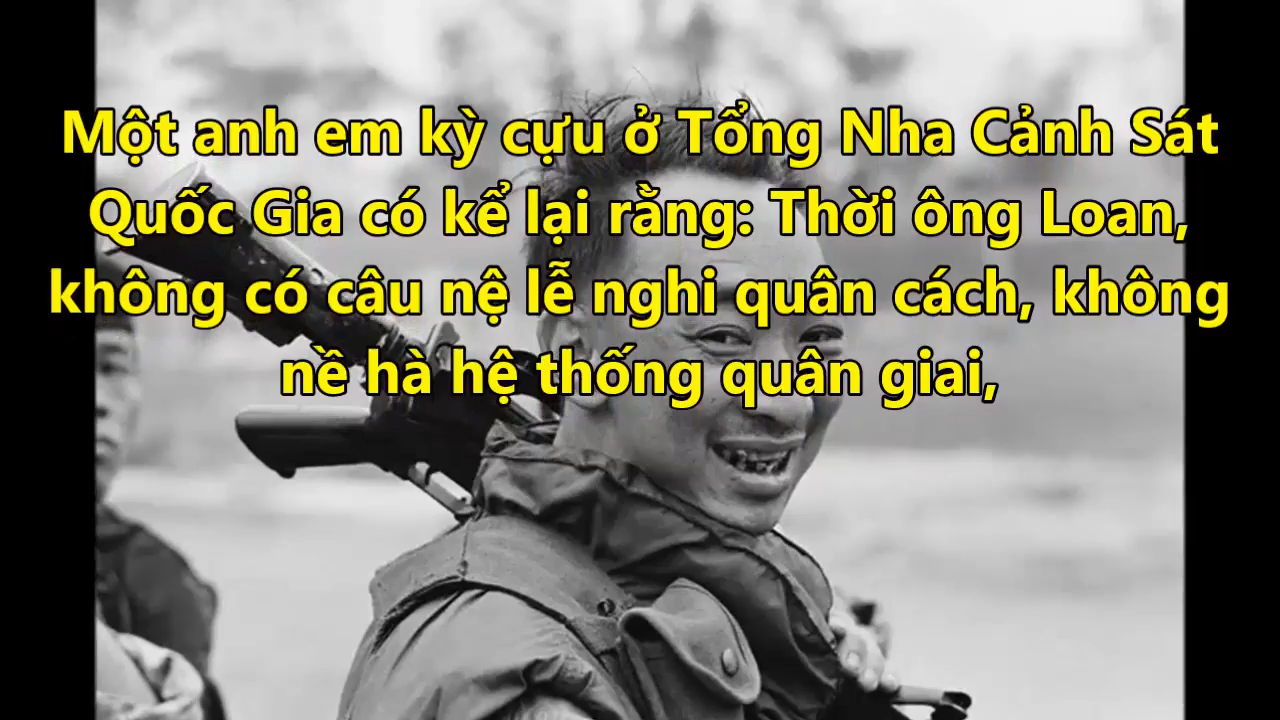 Một anh em kỳ cựu ở Tổng Nha Cảnh Sát
Quốc Gia có kể lại rằng: Thời ông Loan,
không có câu nệ lễ nghi quân cách, không
nề hà hệ thống quân giai,